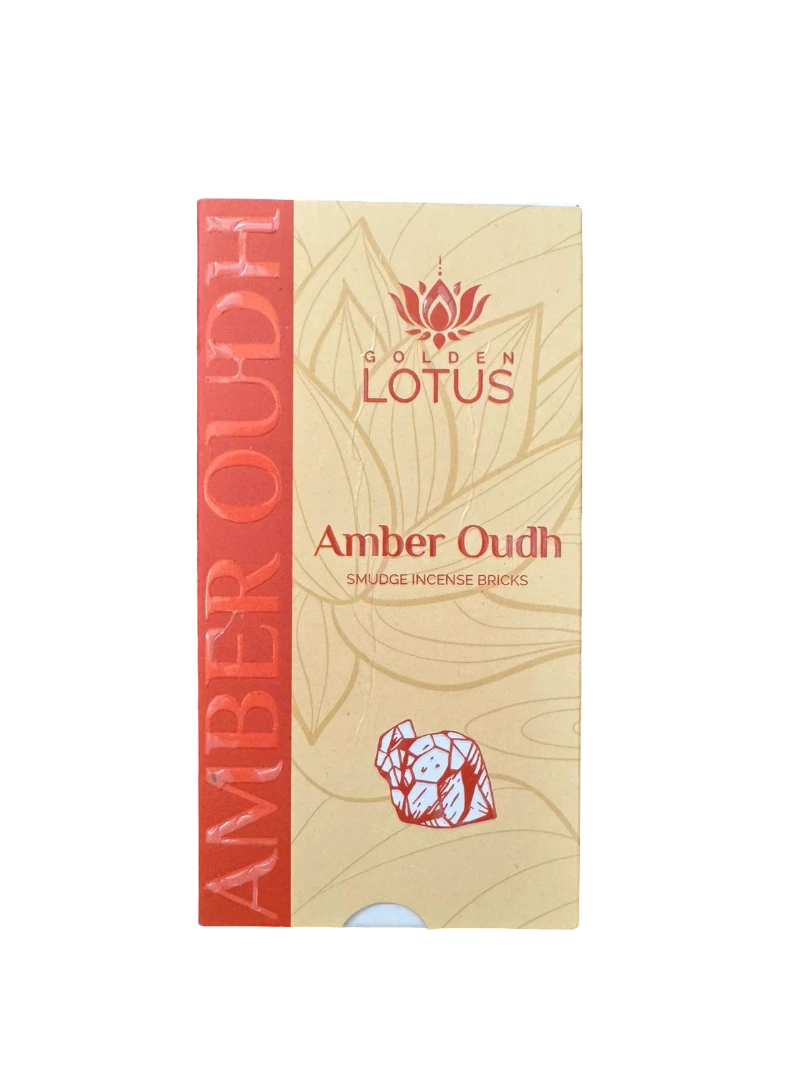 AMBER OUDH
GOLDEN
LOTUS
Amber Oudh
SMUDGE INCENSE BRICKS